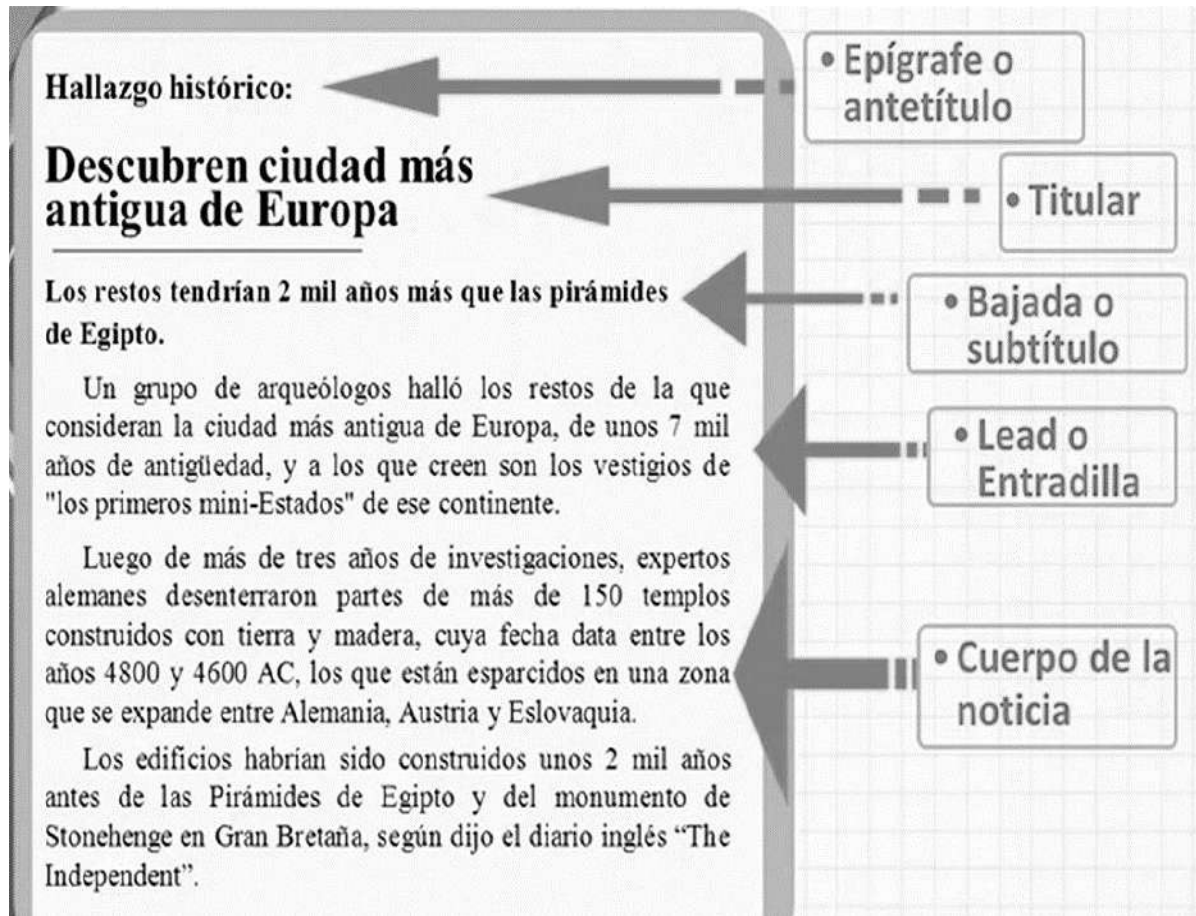 Hallazgo histórico:
Descubren ciudad más
antigua de Europa
Los restos tendrían 2 mil años más que las pirámides
de Egipto.
Un grupo de arqueólogos halló los restos de la que
consideran la ciudad más antigua de Europa, de unos 7 mil
años de antigüedad, y a los que creen son los vestigios de
"los primeros mini-Estados" de ese continente.
Luego de más de tres años de investigaciones, expertos
alemanes desenterraron partes de más de 150 templos
construidos con tierra y madera, cuya fecha data entre los
años 4800 y 4600 AC, los que están esparcidos en una zona
que se expande entre Alemania, Austria y Eslovaquia.
Los edificios habrían sido construidos unos 2 mil años
antes de las Pirámides de Egipto y del monumento de
Stonehenge en Gran Bretaña, según dijo el diario inglés “The
Independent”.
• Epígrafe o
antetítulo
• Titular
• Bajada o
subtítulo
• Lead o
Entradilla
• Cuerpo de la
noticia